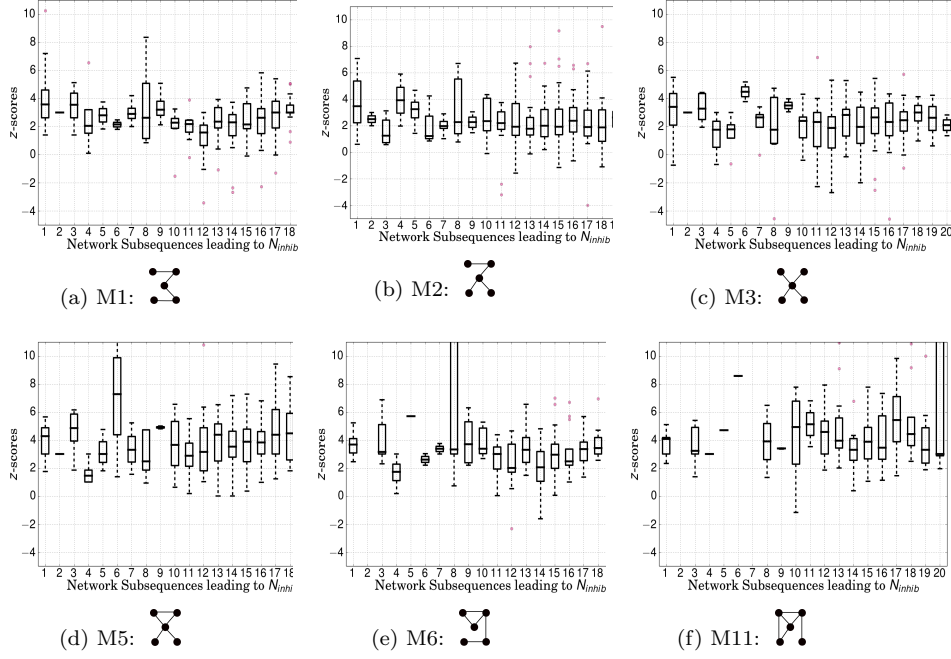 10
8
6
4
2
0
−2
−4
z-scores
1 2 3 4 5 6 7 8 9 10 11 12 13 14 15 16 17 18
Network Subsequences leading to N_inhib
(a) M1:
10
8
6
4
2
0
−2
−4
z-scores
1 2 3 4 5 6 7 8 9 10 11 12 13 14 15 16 17 18 1
Network Subsequences leading to N_inhib
(b) M2:
10
8
6
4
2
0
−2
−4
z-scores
1 2 3 4 5 6 7 8 9 10 11 12 13 14 15 16 17 18 19 20
Network Subsequences leading to N_inhib
(c) M3:
10
8
6
4
2
0
−2
−4
z-scores
1 2 3 4 5 6 7 8 9 10 11 12 13 14 15 16 17 18
Network Subsequences leading to N_inhi
(d) M5:
10
8
6
4
2
0
−2
−4
z-scores
1 2 3 4 5 6 7 8 9 10 11 12 13 14 15 16 17 18
Network Subsequences leading to N_inhib
(e) M6:
10
8
6
4
2
0
−2
−4
z-scores
1 2 3 4 5 6 7 8 9 10 11 12 13 14 15 16 17 18 19 20
Network Subsequences leading to N_inhib
(f) M11: